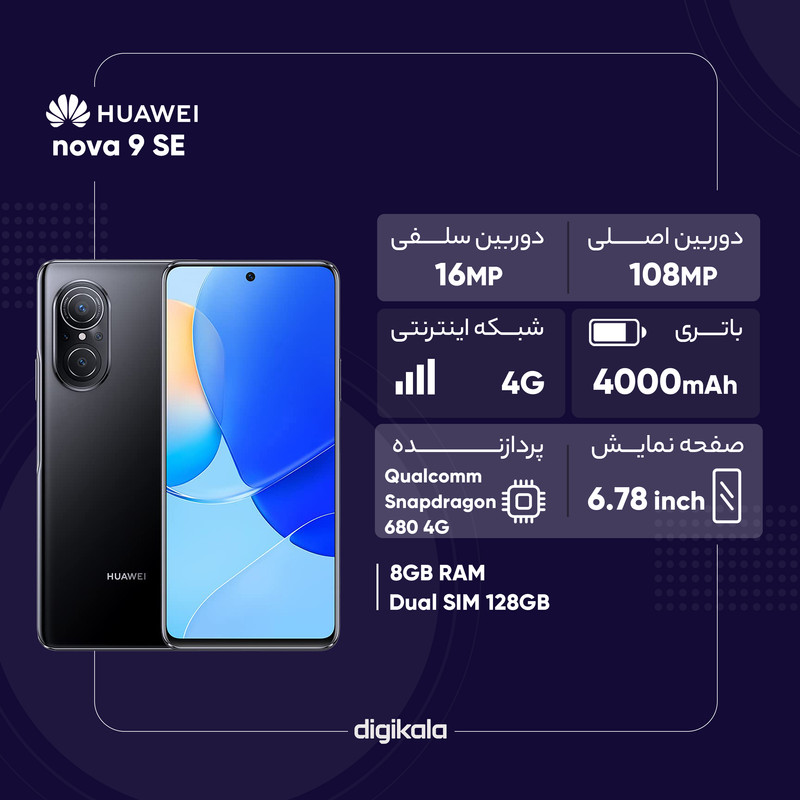 HUAWEI
nova 9 SE
دوربین اصلی
108MP
دوربین سلفی
16MP
باتری
4000mAh
شبکه اینترنتی
4G
صفحه نمایش
6.78 inch
پردازنده
Qualcomm
Snapdragon
680 4G
8GB RAM
Dual SIM 128GB
HUAWEI
digikala